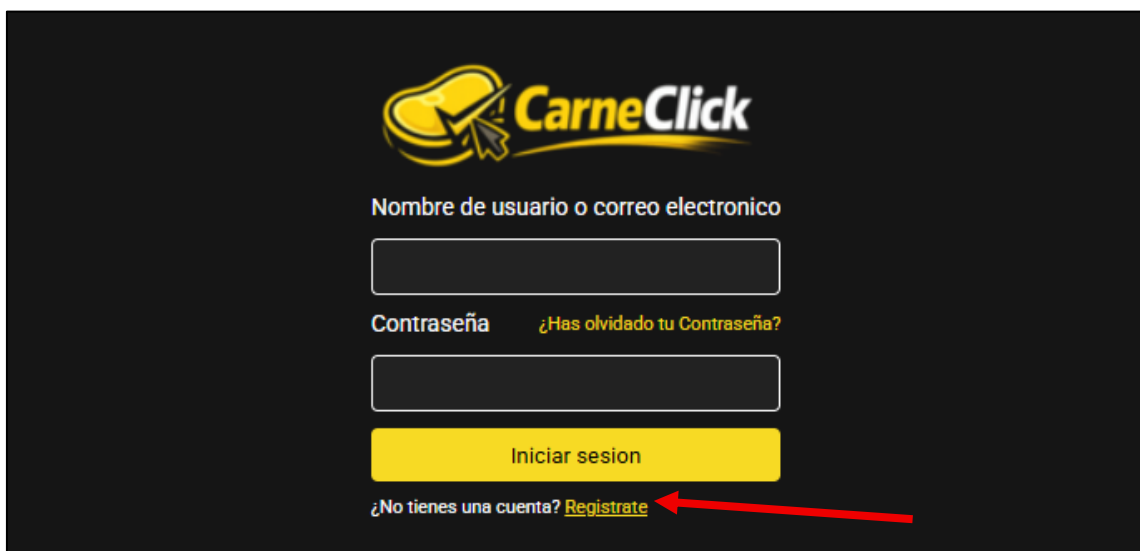 CarneClick
Nombre de usuario o correo electronico
Contraseña ¿Has olvidado tu Contraseña?
Iniciar sesion
¿No tienes una cuenta? Registrate